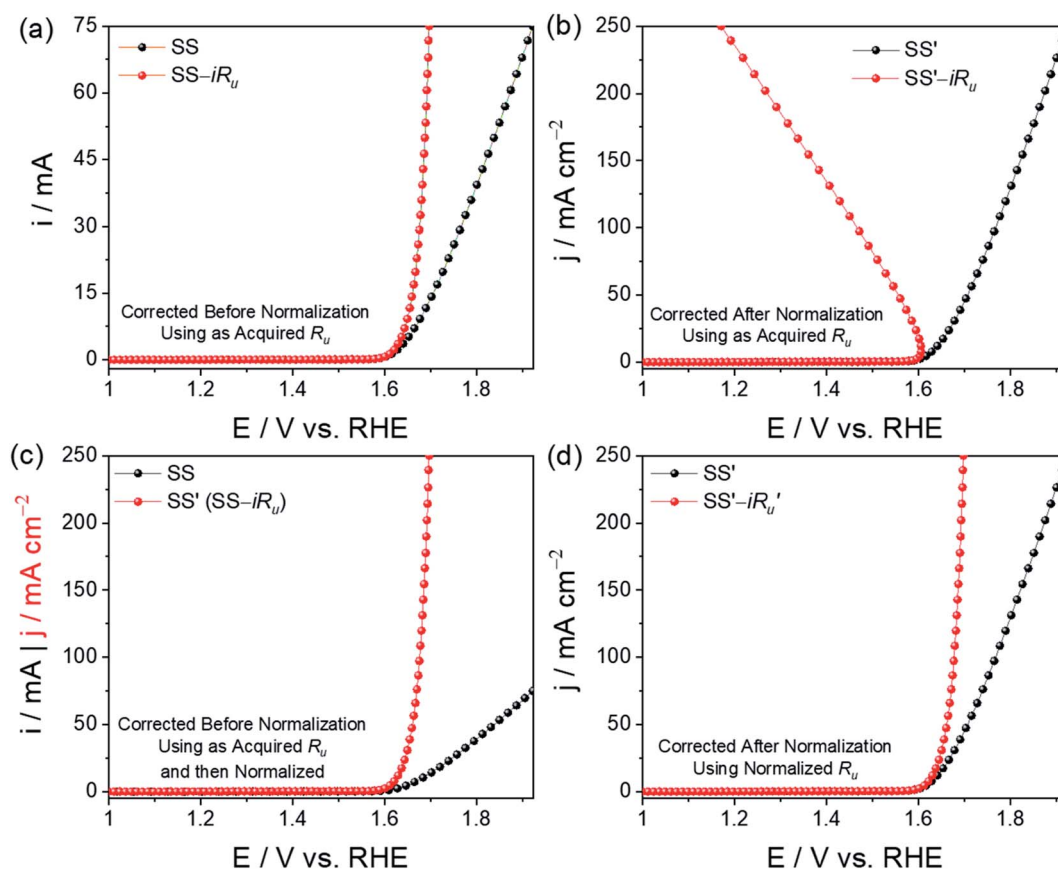 (a)
75
60
45
30
15
0
i / mA
SS
SS−iRᵤ
Corrected Before Normalization
Using as Acquired Rᵤ
1
1.2
1.4
1.6
1.8
E / V vs. RHE
(b)
250
200
150
100
50
0
j / mA cm⁻²
SS'
SS'−iRᵤ
Corrected After Normalization
Using as Acquired Rᵤ
1
1.2
1.4
1.6
1.8
E / V vs. RHE
(c)
250
200
150
100
50
0
i / mA | j / mA cm⁻²
SS
SS' (SS−iRᵤ)
Corrected Before Normalization
Using as Acquired Rᵤ
and then Normalized
1
1.2
1.4
1.6
1.8
E / V vs. RHE
(d)
250
200
150
100
50
0
j / mA cm⁻²
SS'
SS'−iRᵤ'
Corrected After Normalization
Using Normalized Rᵤ
1
1.2
1.4
1.6
1.8
E / V vs. RHE